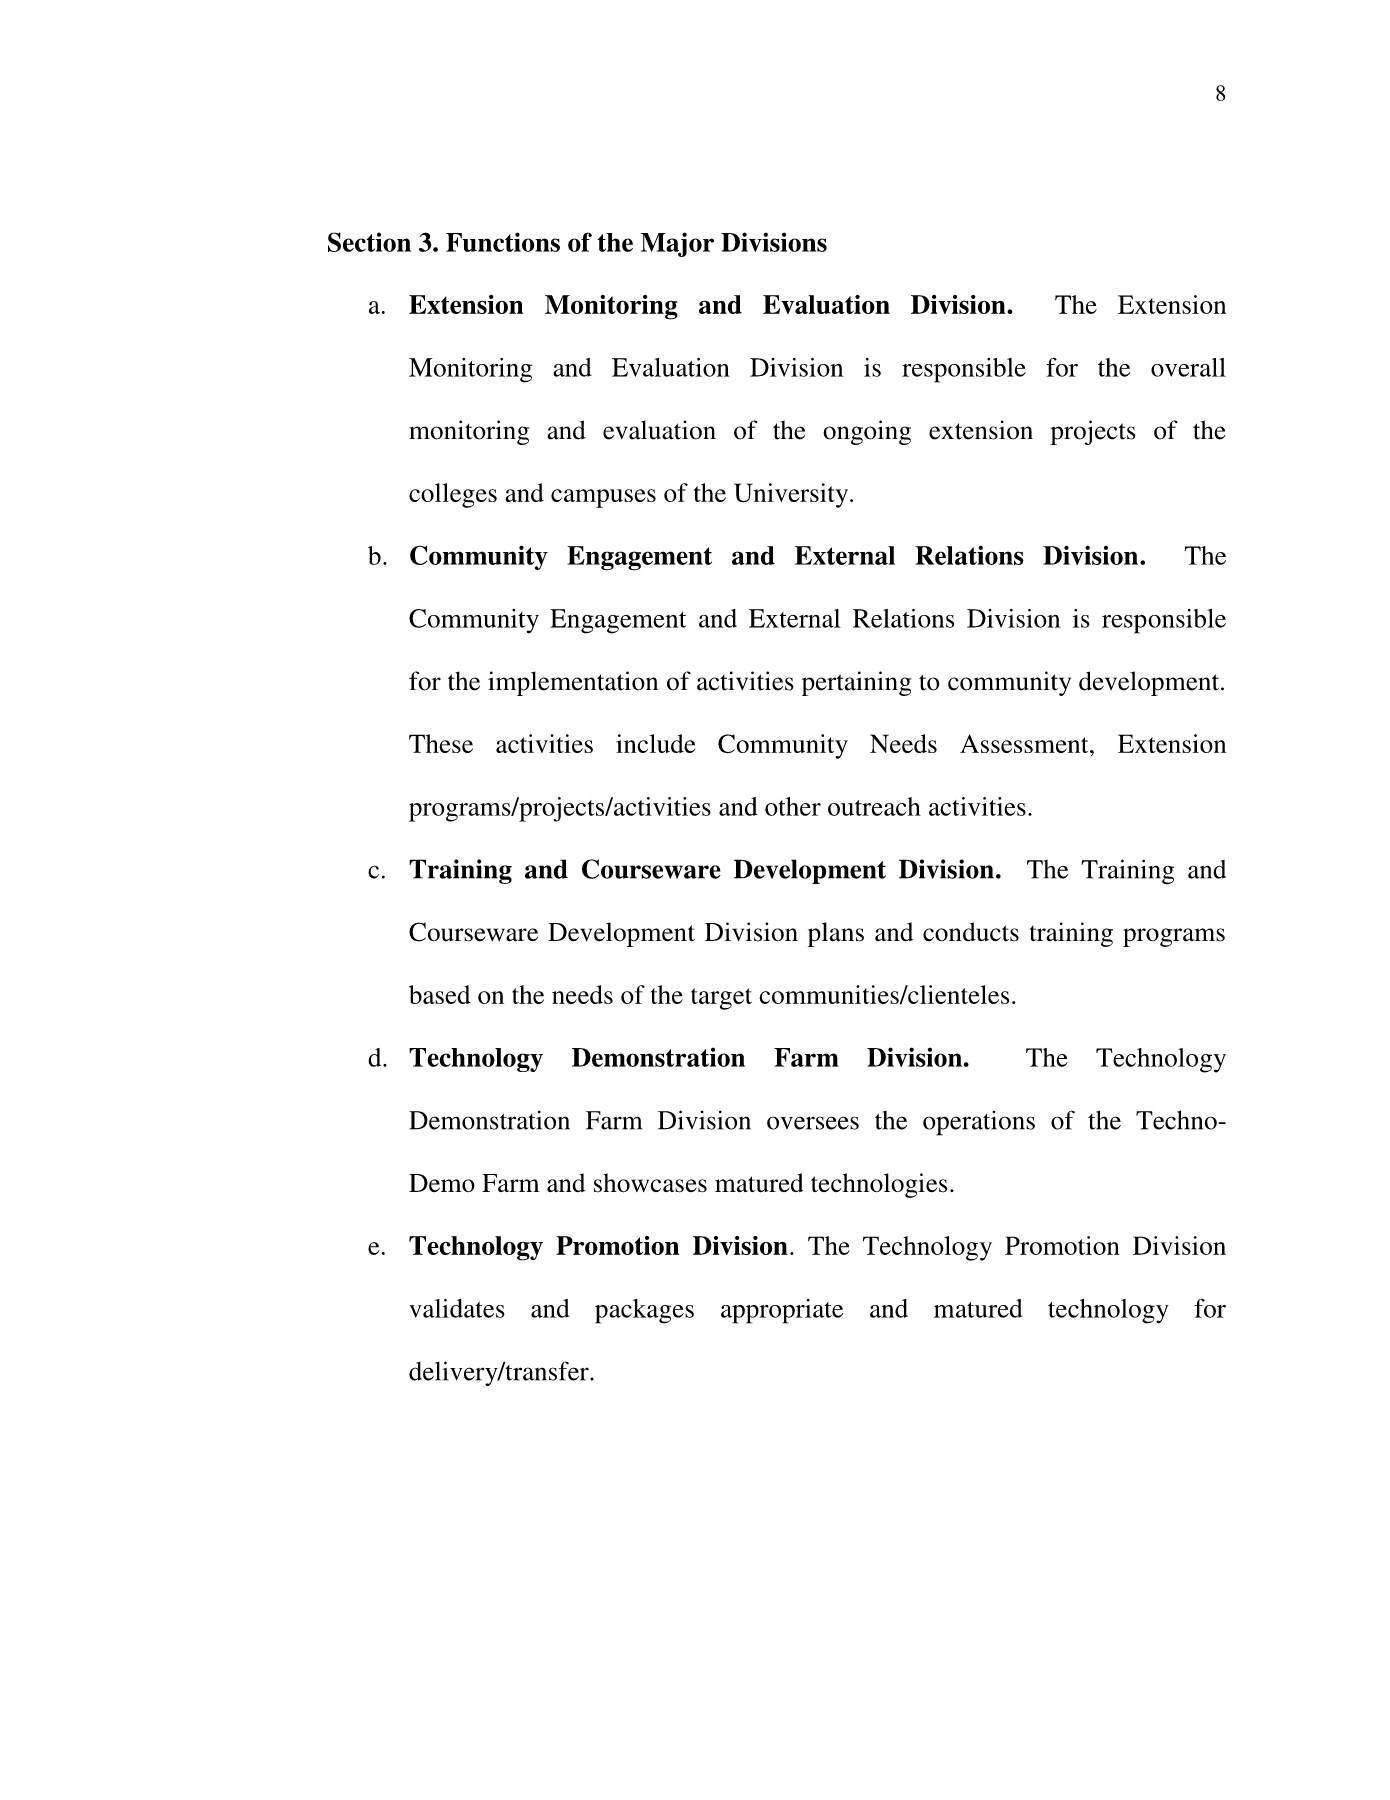 8
Section 3. Functions of the Major Divisions
a. Extension Monitoring and Evaluation Division. The Extension
Monitoring and Evaluation Division is responsible for the overall
monitoring and evaluation of the ongoing extension projects of the
colleges and campuses of the University.
b. Community Engagement and External Relations Division. The
Community Engagement and External Relations Division is responsible
for the implementation of activities pertaining to community development.
These activities include Community Needs Assessment, Extension
programs/projects/activities and other outreach activities.
c. Training and Courseware Development Division. The Training and
Courseware Development Division plans and conducts training programs
based on the needs of the target communities/clienteles.
d. Technology Demonstration Farm Division. The Technology
Demonstration Farm Division oversees the operations of the Techno-
Demo Farm and showcases matured technologies.
e. Technology Promotion Division. The Technology Promotion Division
validates and packages appropriate and matured technology for
delivery/transfer.